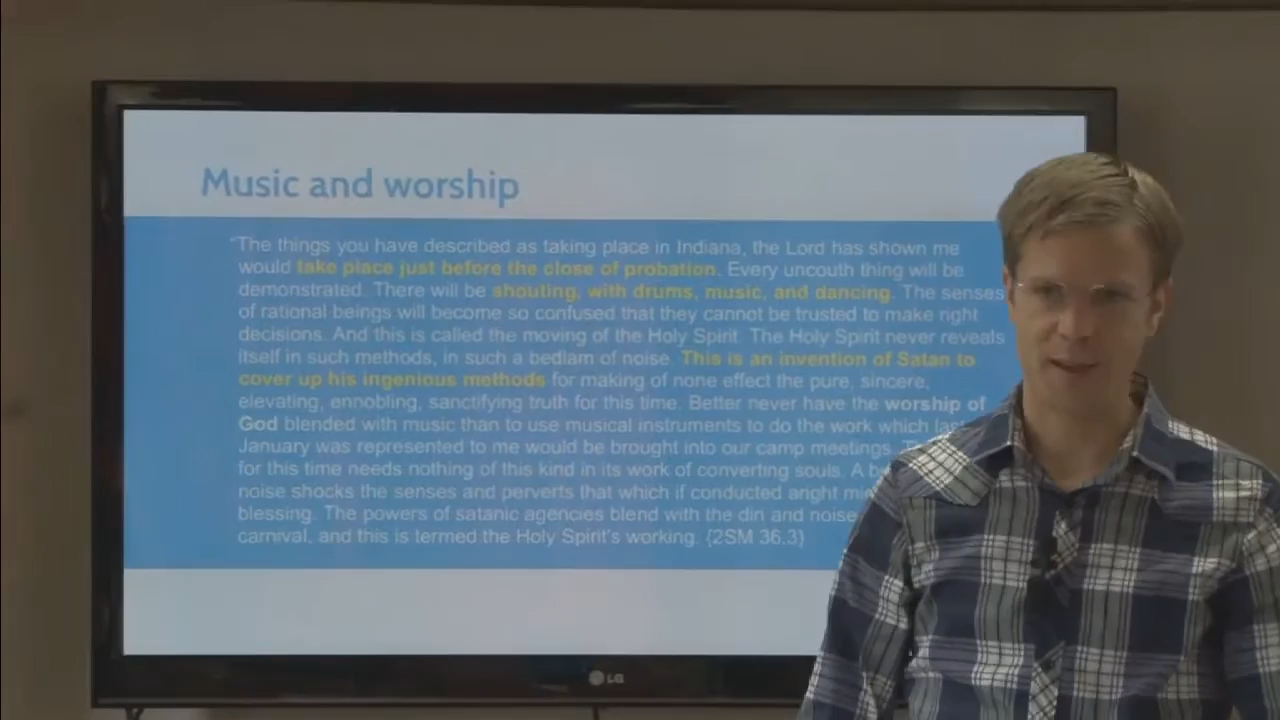 Music and worship
“The things you have described as taking place in Indiana, the Lord has shown me
would take place just before the close of probation. Every uncouth thing will be
demonstrated. There will be shouting, with drums, music, and dancing. The senses
of rational beings will become so confused that they cannot be trusted to make right
decisions. And this is called the moving of the Holy Spirit. The Holy Spirit never reveals
itself in such methods, in such a bedlam of noise. This is an invention of Satan to
cover up his ingenious methods for making of none effect the pure, sincere,
elevating, ennobling, sanctifying truth for this time. Better never have the worship of
God blended with music than to use musical instruments to do the work which
January was represented to me would be brought into our camp meetings.
for this time needs nothing of this kind in its work of converting souls. A
noise shocks the senses and perverts that which if conducted aright
blessing. The powers of satanic agencies blend with the din and noise
carnival, and this is termed the Holy Spirit's working. {2SM 36.3}
LG